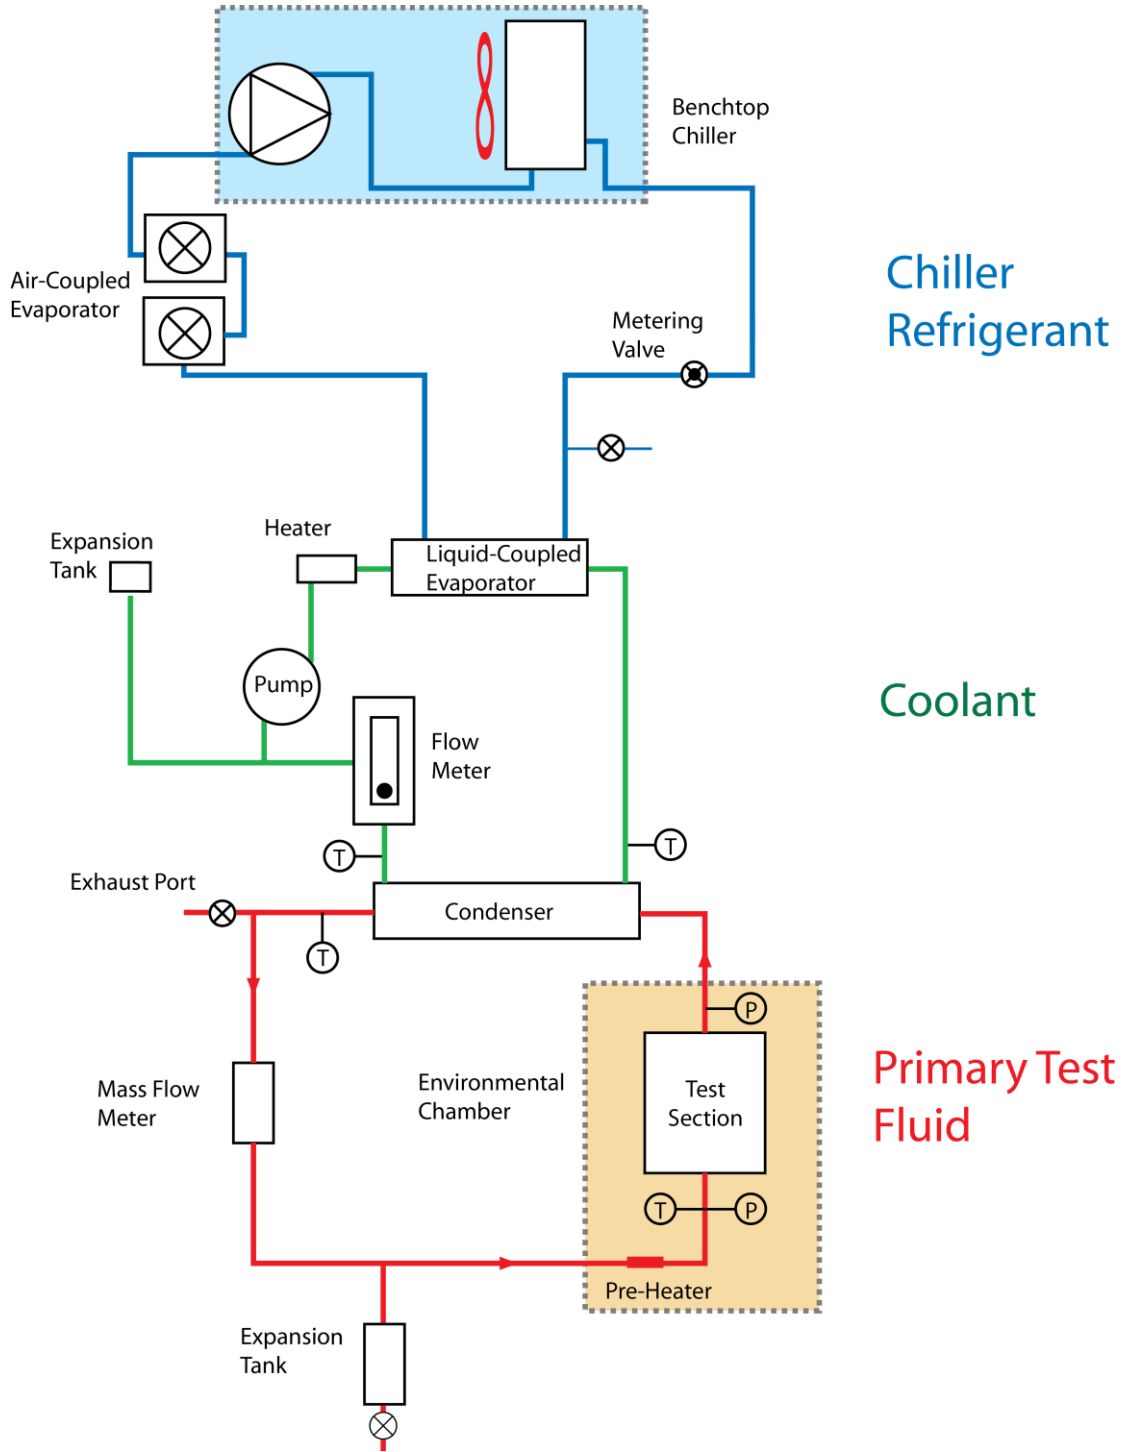 Benchtop
Chiller
Air-Coupled
Evaporator
Chiller
Refrigerant
Metering
Valve
Expansion
Tank
Heater
Liquid-Coupled
Evaporator
Pump
Coolant
Flow
Meter
T
T
Exhaust Port
Condenser
T
P
Mass Flow
Meter
Environmental
Chamber
Test
Section
Primary Test
Fluid
T
P
Pre-Heater
Expansion
Tank